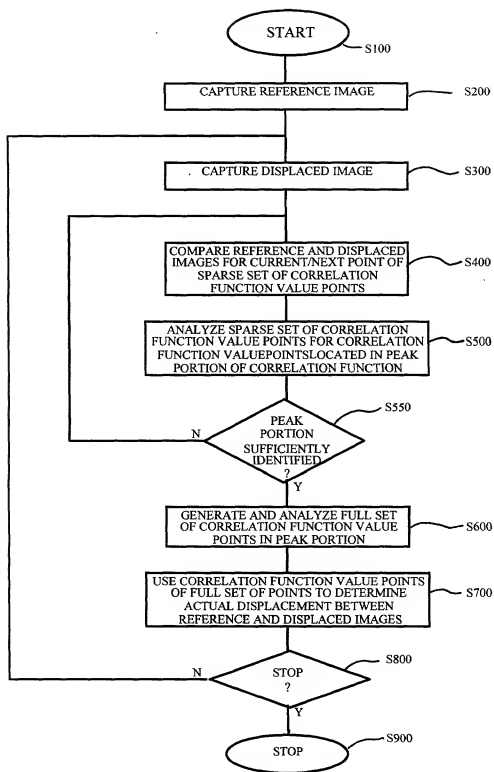 START
S100
CAPTURE REFERENCE IMAGE
S200
CAPTURE DISPLACED IMAGE
S300
COMPARE REFERENCE AND DISPLACED
IMAGES FOR CURRENT/NEXT POINT OF
SPARSE SET OF CORRELATION
FUNCTION VALUE POINTS
S400
ANALYZE SPARSE SET OF CORRELATION
FUNCTION VALUE POINTS FOR CORRELATION
FUNCTION VALUEPOINTSLOCATED IN PEAK
PORTION OF CORRELATION FUNCTION
S500
S550
PEAK
PORTION
SUFFICIENTLY
IDENTIFIED
?
N
Y
GENERATE AND ANALYZE FULL SET
OF CORRELATION FUNCTION VALUE
POINTS IN PEAK PORTION
S600
USE CORRELATION FUNCTION VALUE POINTS
OF FULL SET OF POINTS TO DETERMINE
ACTUAL DISPLACEMENT BETWEEN
REFERENCE AND DISPLACED IMAGES
S700
S800
STOP
?
N
Y
S900
STOP